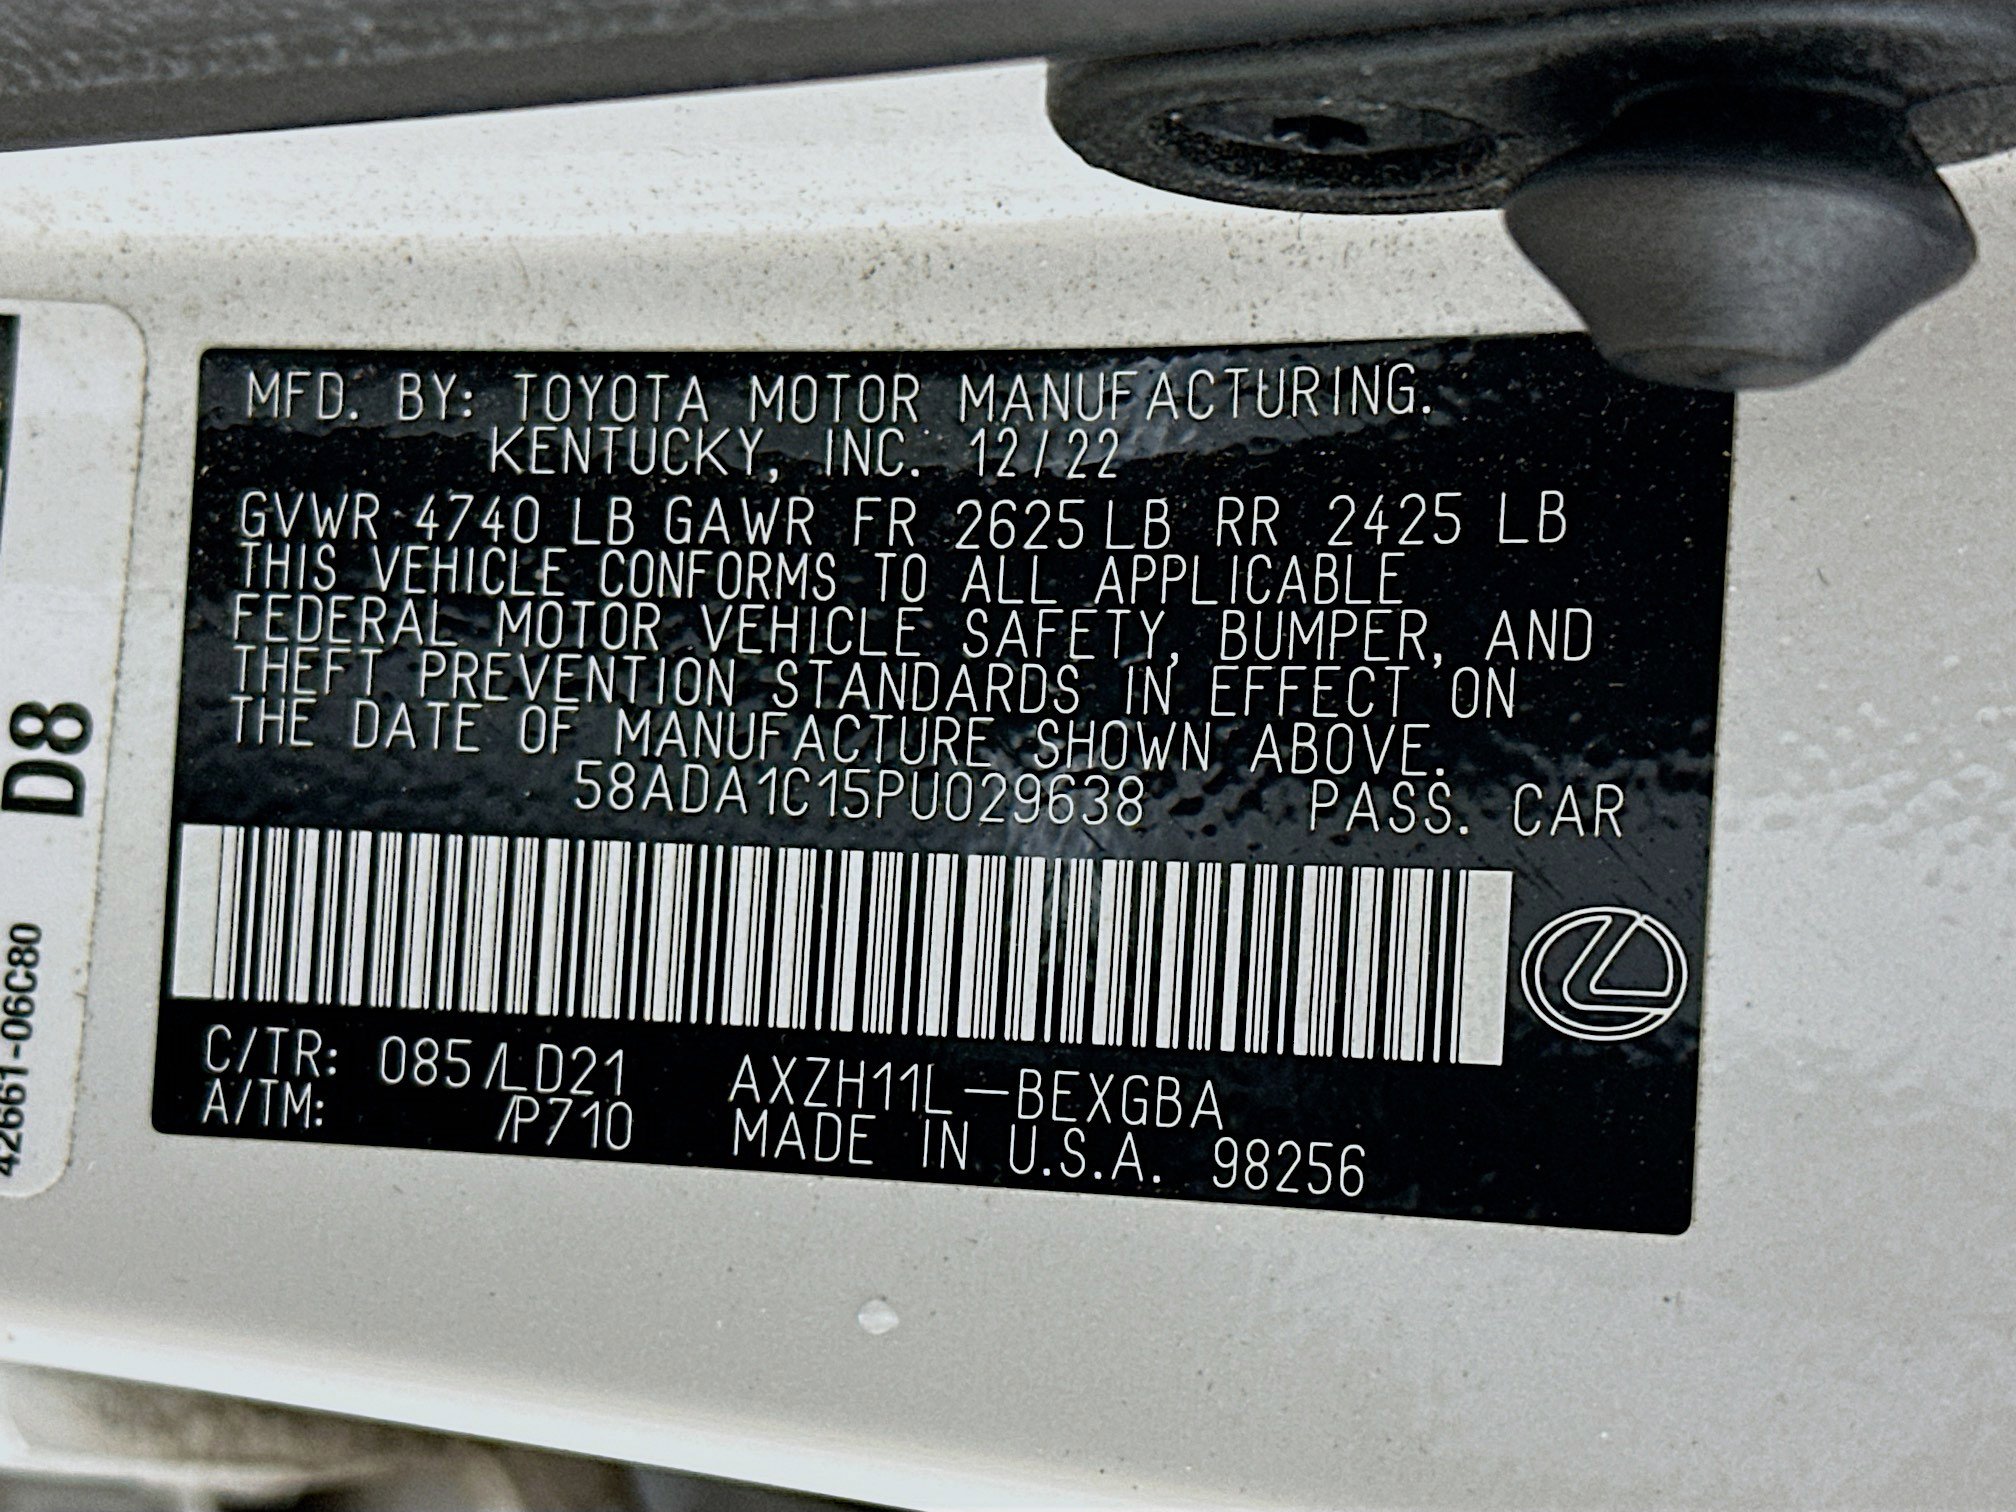 MFD. BY: TOYOTA MOTOR MANUFACTURING.
KENTUCKY, INC. 12/22
GVWR 4740 LB GAWR FR 2625 LB RR 2425 LB
THIS VEHICLE CONFORMS TO ALL APPLICABLE
FEDERAL MOTOR VEHICLE SAFETY, BUMPER, AND
THEFT PREVENTION STANDARDS IN EFFECT ON
THE DATE OF MANUFACTURE SHOWN ABOVE.
58ADA1C15PU029638 PASS. CAR
C/TR: 085/LD21 AXZH11L-BEXGBA
A/TM: /P710 MADE IN U.S.A. 98256
D8
42661-06C80